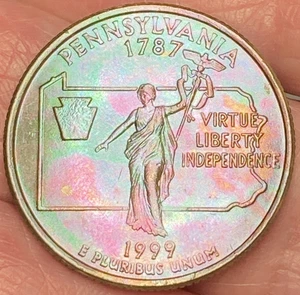 PENNSYLVANIA
1787
VIRTUE
LIBERTY
INDEPENDENCE
1999
E PLURIBUS UNUM